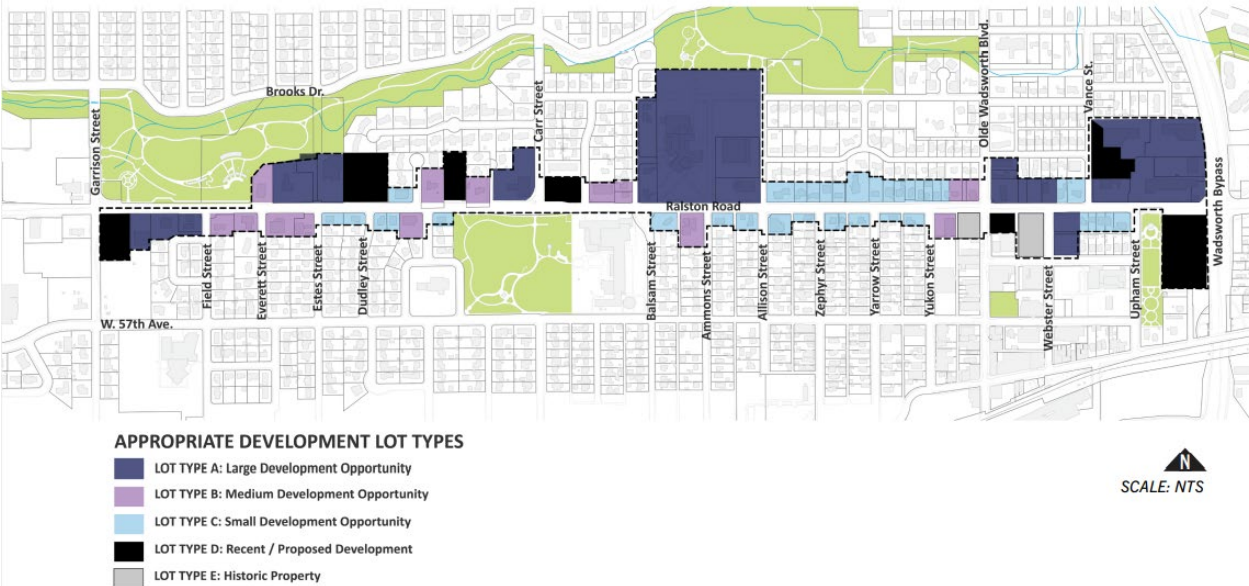 Brooks Dr.
Garrison Street
Carr Street
Olde Wadsworth Blvd.
Vance St.
Wadsworth Bypass
Ralston Road
Field Street
Everett Street
Estes Street
Dudley Street
Balsam Street
Ammons Street
Allison Street
Zephyr Street
Yarrow Street
Yukon Street
Webster Street
Upham Street
W. 57th Ave.
APPROPRIATE DEVELOPMENT LOT TYPES
LOT TYPE A: Large Development Opportunity
LOT TYPE B: Medium Development Opportunity
LOT TYPE C: Small Development Opportunity
LOT TYPE D: Recent / Proposed Development
LOT TYPE E: Historic Property
N
SCALE: NTS